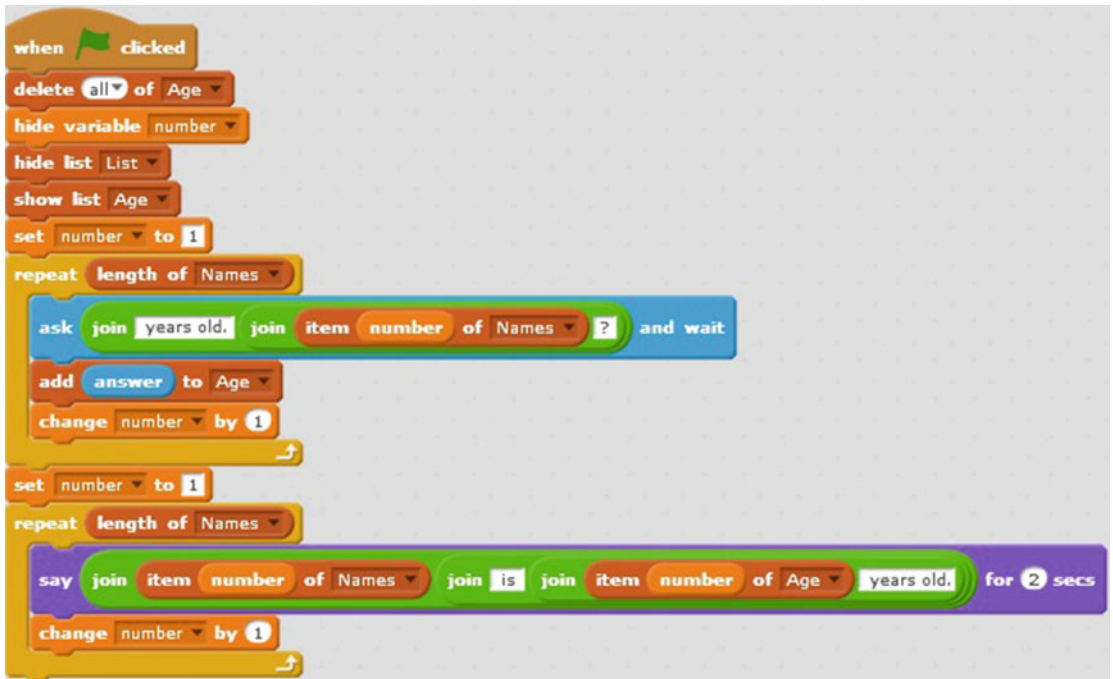 when clicked
delete all of Age
hide variable number
hide list List
show list Age
set number to 1
repeat length of Names
ask join years old. join item number of Names ? and wait
add answer to Age
change number by 1
set number to 1
repeat length of Names
say join item number of Names join is join item number of Age years old. for 2 secs
change number by 1